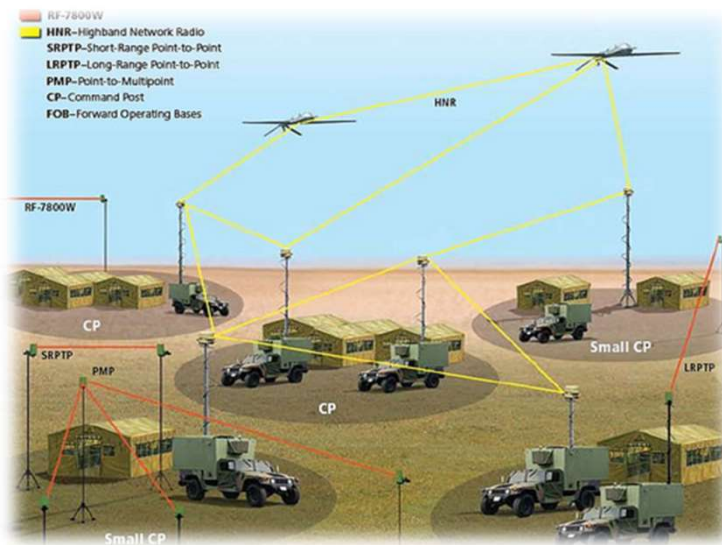 RF-7800W
HNR–Highband Network Radio
SRPTP–Short-Range Point-to-Point
LRPTP–Long-Range Point-to-Point
PMP–Point-to-Multipoint
CP–Command Post
FOB–Forward Operating Bases
HNR
RF-7800W
CP
Small CP
SRPTP
PMP
LRPTP
CP
Small CP